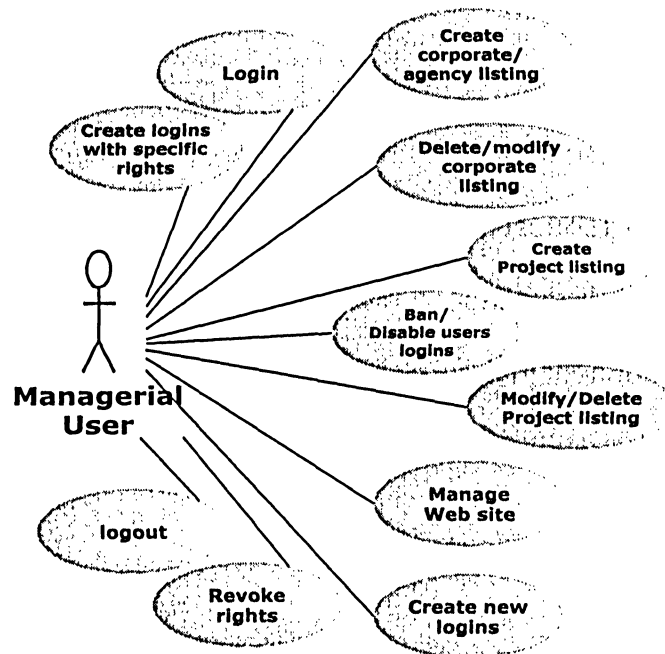 Create
corporate/
agency listing
Login
Create logins
with specific
rights
Delete/modify
corporate
listing
Create
Project listing
Ban/
Disable users
logins
Managerial
User
Modify/Delete
Project listing
Manage
Web site
logout
Revoke
rights
Create new
logins